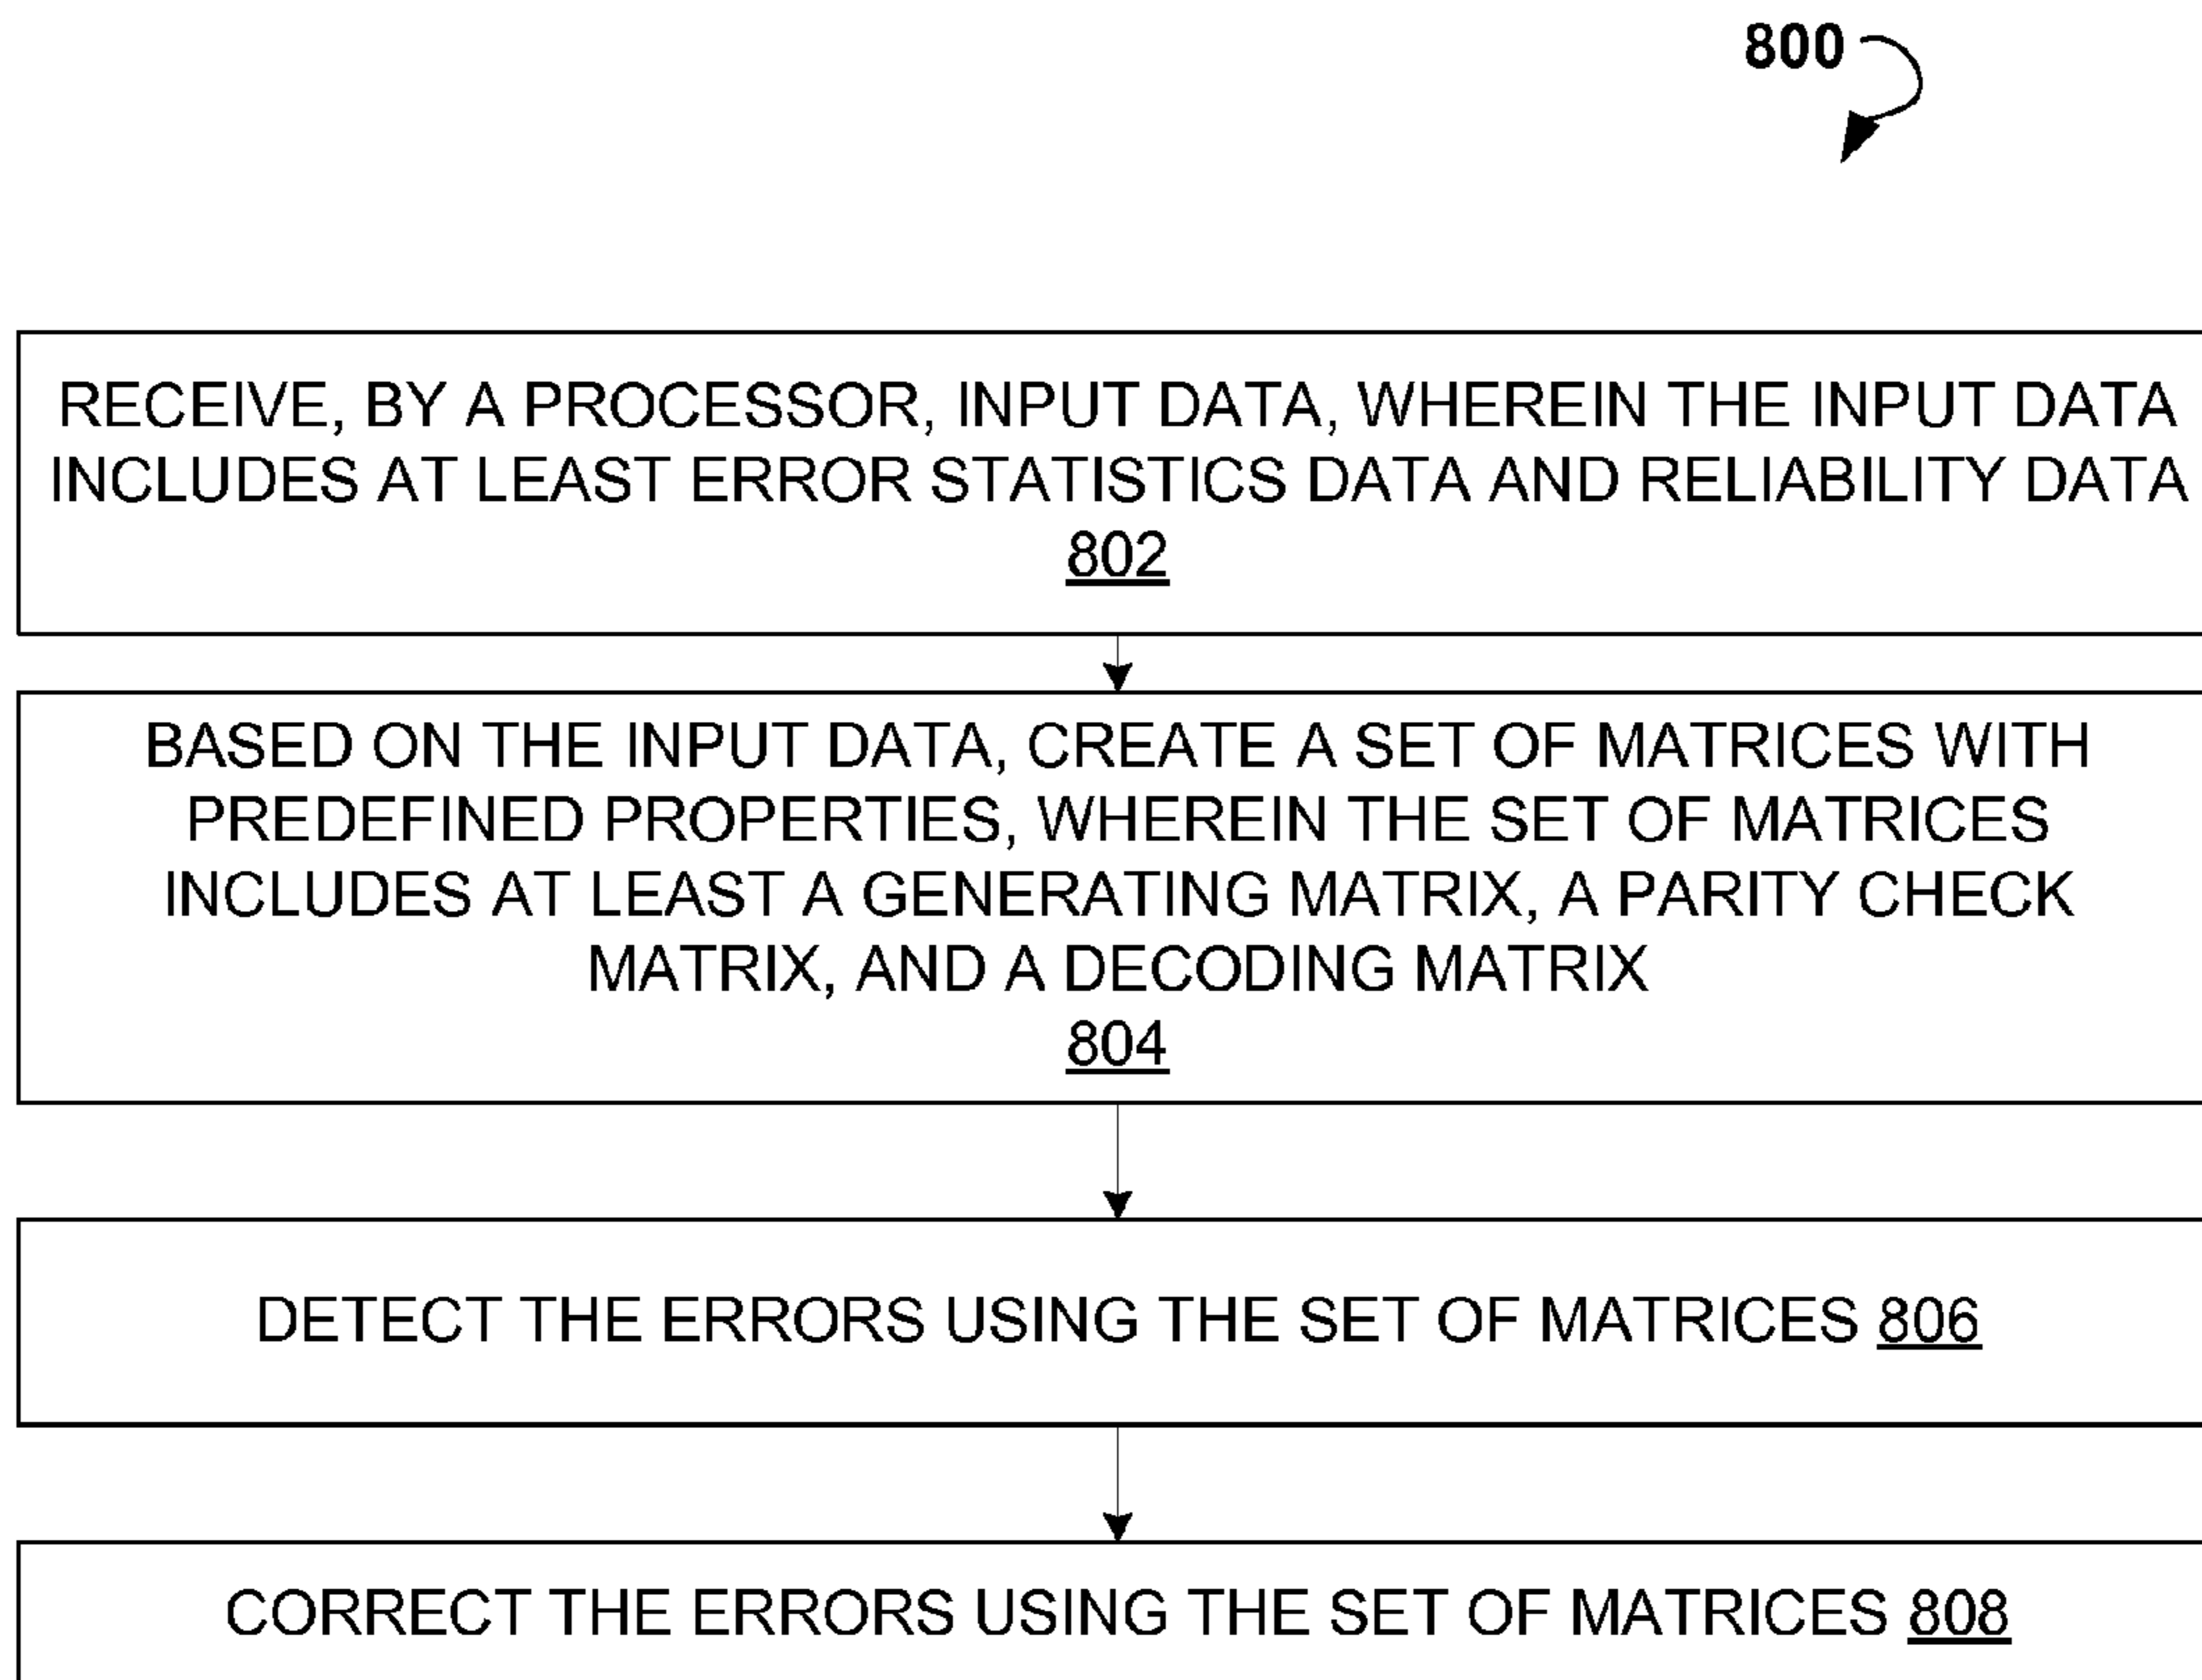 800
RECEIVE, BY A PROCESSOR, INPUT DATA, WHEREIN THE INPUT DATA
INCLUDES AT LEAST ERROR STATISTICS DATA AND RELIABILITY DATA
802
BASED ON THE INPUT DATA, CREATE A SET OF MATRICES WITH
PREDEFINED PROPERTIES, WHEREIN THE SET OF MATRICES
INCLUDES AT LEAST A GENERATING MATRIX, A PARITY CHECK
MATRIX, AND A DECODING MATRIX
804
DETECT THE ERRORS USING THE SET OF MATRICES 806
CORRECT THE ERRORS USING THE SET OF MATRICES 808